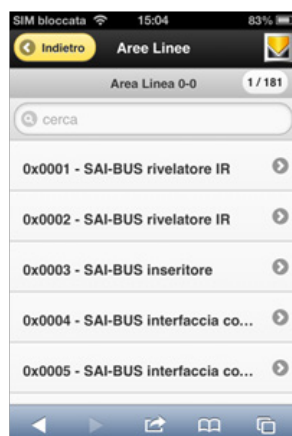 SIM bloccata 15:04 83%
Indietro Aree Linee
Area Linea 0-0 1 / 181
cerca
0x0001 - SAI-BUS rivelatore IR
0x0002 - SAI-BUS rivelatore IR
0x0003 - SAI-BUS inseritore
0x0004 - SAI-BUS interfaccia co...
0x0005 - SAI-BUS interfaccia co...